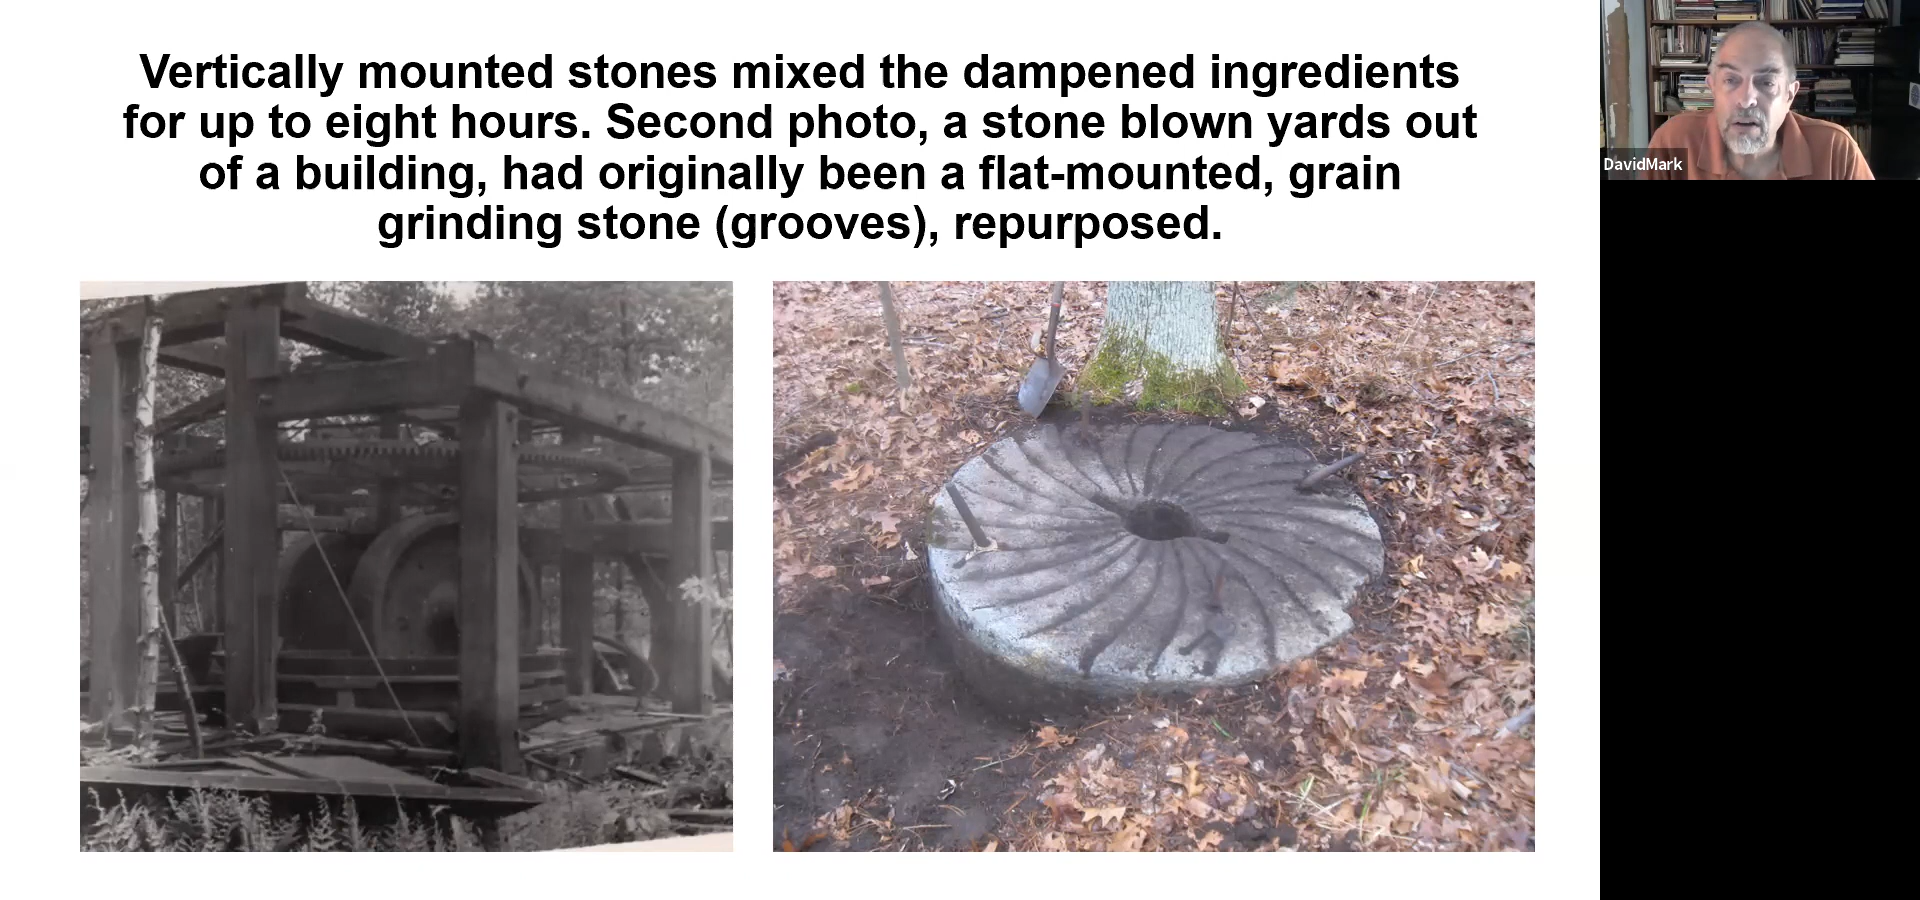 Vertically mounted stones mixed the dampened ingredients
for up to eight hours. Second photo, a stone blown yards out
of a building, had originally been a flat-mounted, grain
grinding stone (grooves), repurposed.
DavidMark